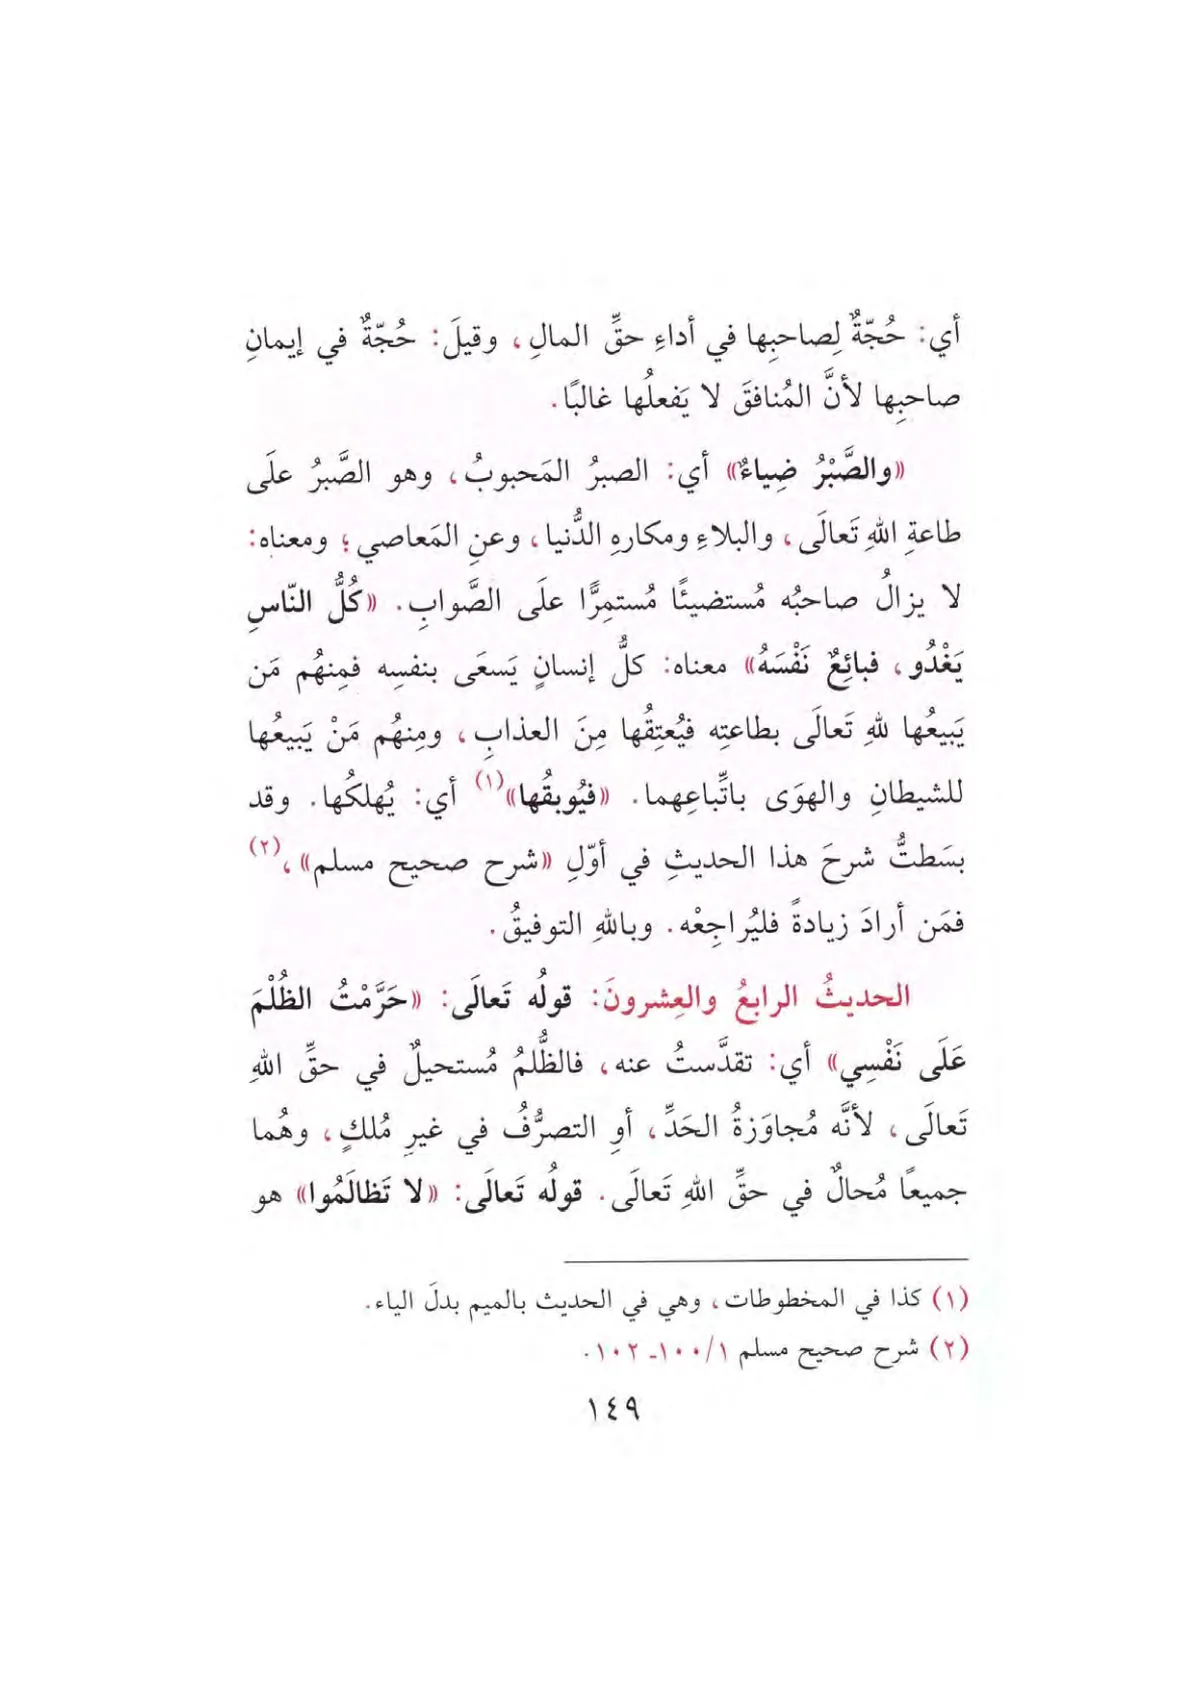 أي: حُجّةٌ لِصاحبِها في أداءِ حقِّ المالِ، وقيلَ: حُجّةٌ في إيمانِ
صاحبِها لأنَّ المُنافقَ لا يَفعلُها غالبًا.
«والصَّبْرُ ضِياءٌ» أي: الصبرُ المَحبوبُ، وهو الصَّبرُ علَى
طاعةِ اللهِ تَعالَى، والبلاءِ ومكارهِ الدُّنيا، وعنِ المَعاصي؛ ومعناه:
لا يزالُ صاحبُه مُستضيئًا مُستمِرًّا علَى الصَّوابِ. «كُلُّ النّاسِ
يَغْدُو، فبائِعٌ نَفْسَهُ» معناه: كلُّ إنسانٍ يَسعَى بنفسِه فمِنهُم مَن
يَبيعُها للهِ تَعالَى بطاعتِه فيُعتِقُها مِنَ العذابِ، ومِنهُم مَنْ يَبيعُها
للشيطانِ والهوَى باتِّباعِهما. «فيُوبقُها»(١) أي: يُهلكُها. وقد
بسَطتُّ شرحَ هذا الحديثِ في أوّلِ «شرح صحيح مسلم»،(٢)
فمَن أرادَ زيادةً فليُراجِعْه. وباللهِ التوفيقُ.
الحديثُ الرابعُ والعِشرونَ: قولُه تَعالَى: «حَرَّمْتُ الظُلْمَ
عَلَى نَفْسِي» أي: تقدَّستُ عنه، فالظُّلمُ مُستحيلٌ في حقِّ اللهِ
تَعالَى، لأنَّه مُجاوَزةُ الحَدِّ، أوِ التصرُّفُ في غيرِ مُلكٍ، وهُما
جميعًا مُحالٌ في حقِّ اللهِ تَعالَى. قولُه تَعالَى: «لا تَظالَمُوا» هو
(١) كذا في المخطوطات، وهي في الحديث بالميم بدلَ الياء.
(٢) شرح صحيح مسلم ١/١٠٠ـ ١٠٢.
١٤٩